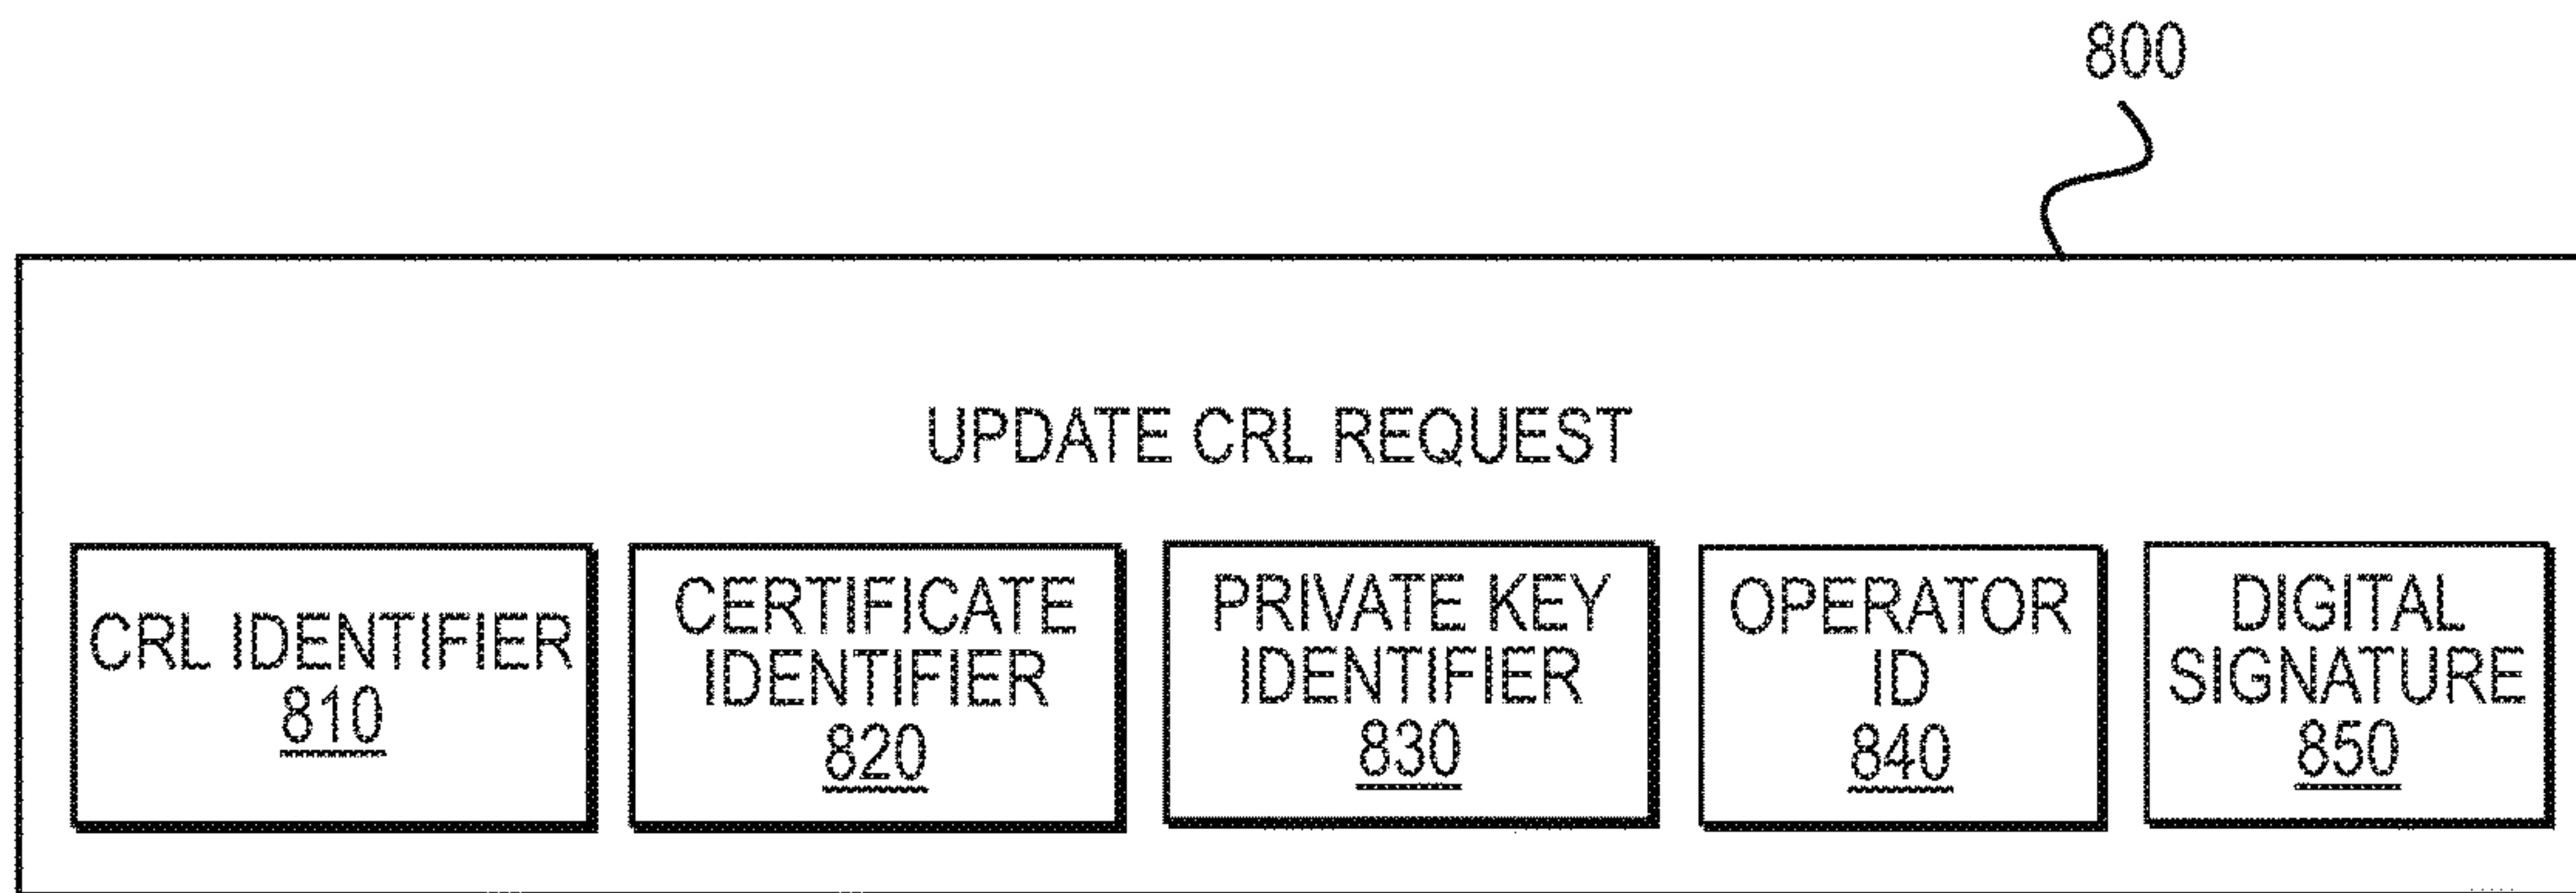 800
UPDATE CRL REQUEST
CRL IDENTIFIER
810
CERTIFICATE
IDENTIFIER
820
PRIVATE KEY
IDENTIFIER
830
OPERATOR
ID
840
DIGITAL
SIGNATURE
850